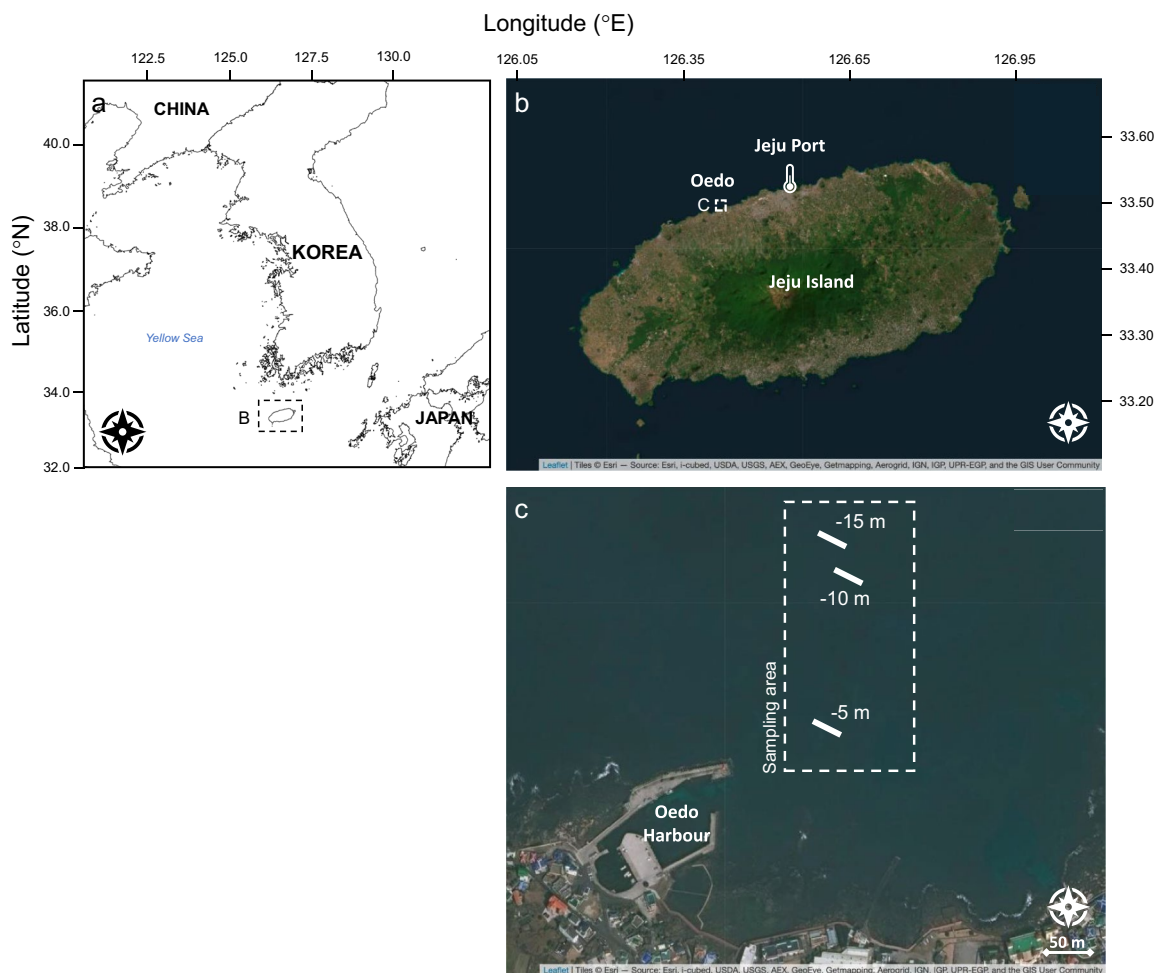 Longitude (°E)
122.5 125.0 127.5 130.0
126.05 126.35 126.65 126.95
Latitude (°N)
40.0
38.0
36.0
34.0
32.0
a
CHINA
KOREA
Yellow Sea
B
JAPAN
b
Jeju Port
Oedo
C
Jeju Island
33.60
33.50
33.40
33.30
33.20
Leaflet | Tiles © Esri — Source: Esri, i-cubed, USDA, USGS, AEX, GeoEye, Getmapping, Aerogrid, IGN, IGP, UPR-EGP, and the GIS User Community
c
-15 m
-10 m
-5 m
Sampling area
Oedo
Harbour
50 m
Leaflet | Tiles © Esri — Source: Esri, i-cubed, USDA, USGS, AEX, GeoEye, Getmapping, Aerogrid, IGN, IGP, UPR-EGP, and the GIS User Community